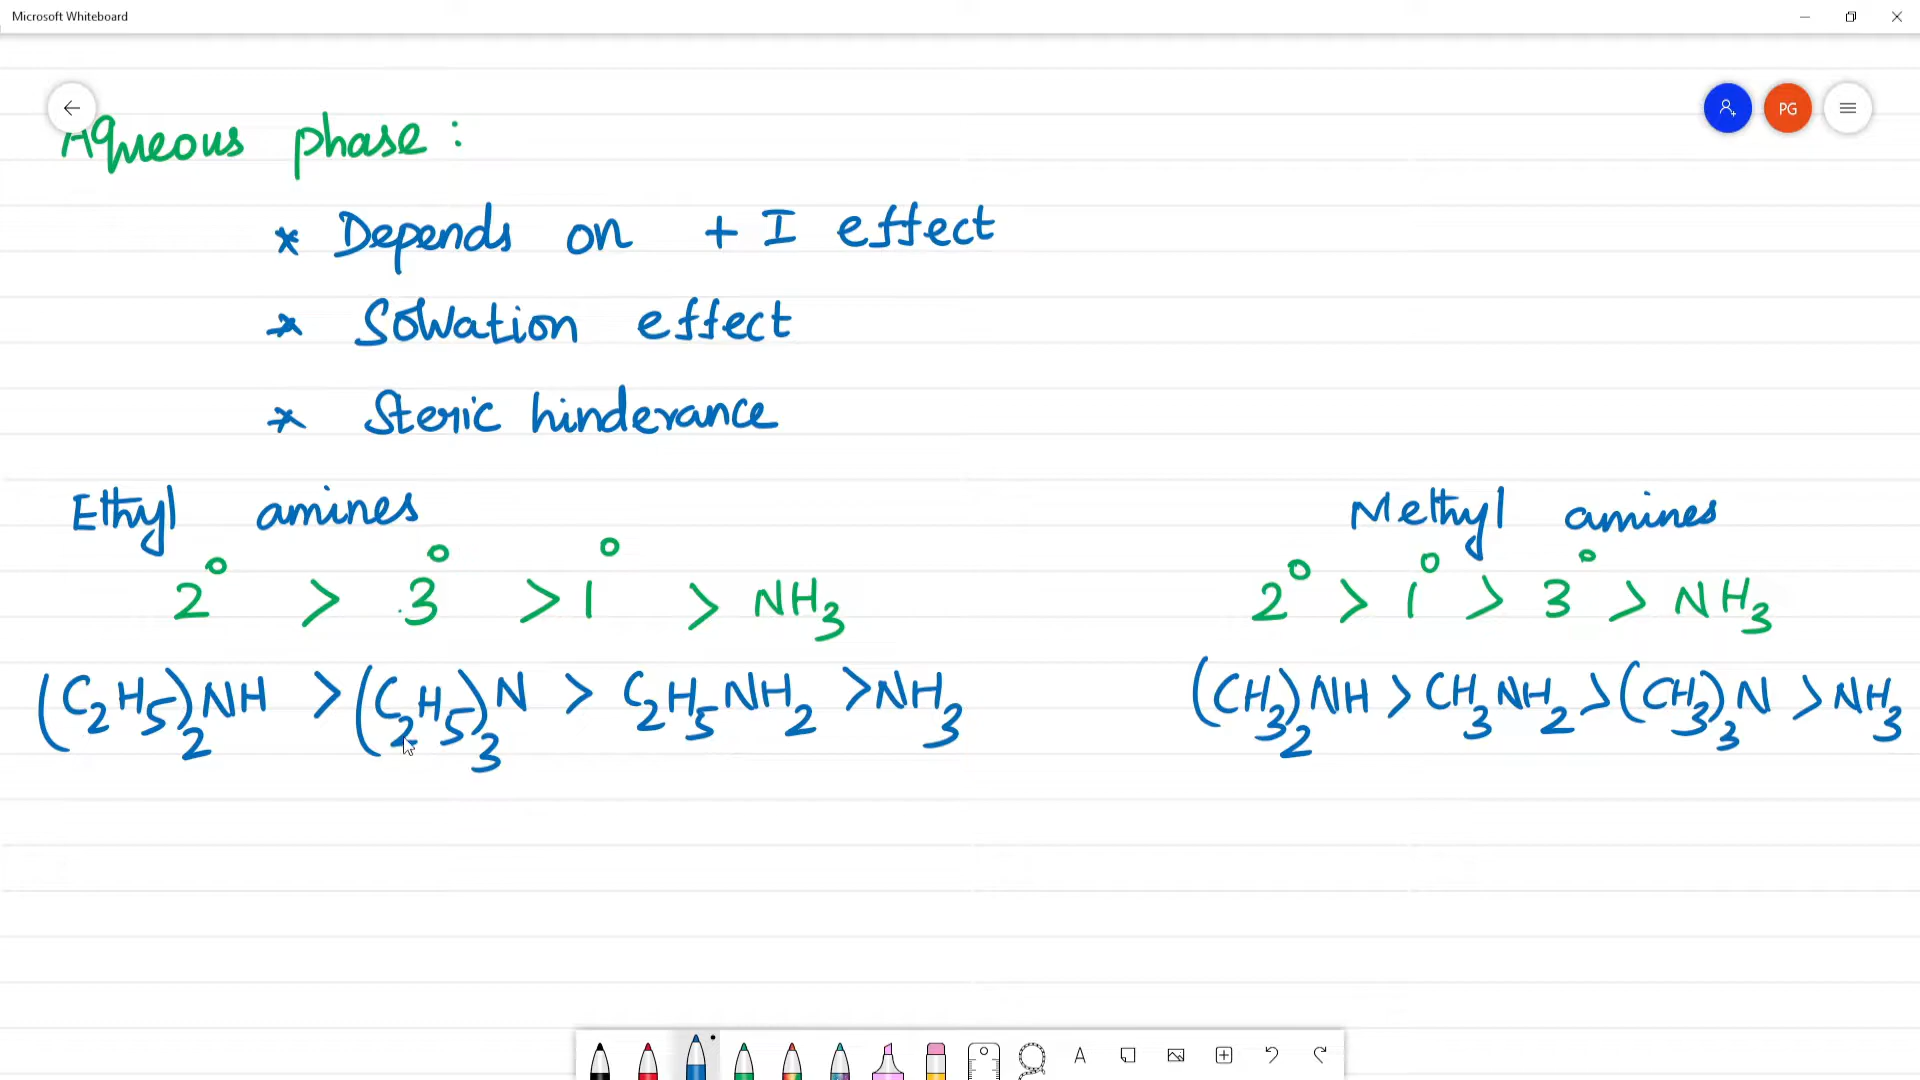 Microsoft Whiteboard
PG
Aqueous phase :
* Depends on + I effect
* Solvation effect
* Steric hinderance
Ethyl amines
2° > 3° > 1° > NH3
(C2H5)2NH > (C2H5)3N > C2H5NH2 > NH3
Methyl amines
2° > 1° > 3° > NH3
(CH3)2NH > CH3NH2 > (CH3)3N > NH3
A